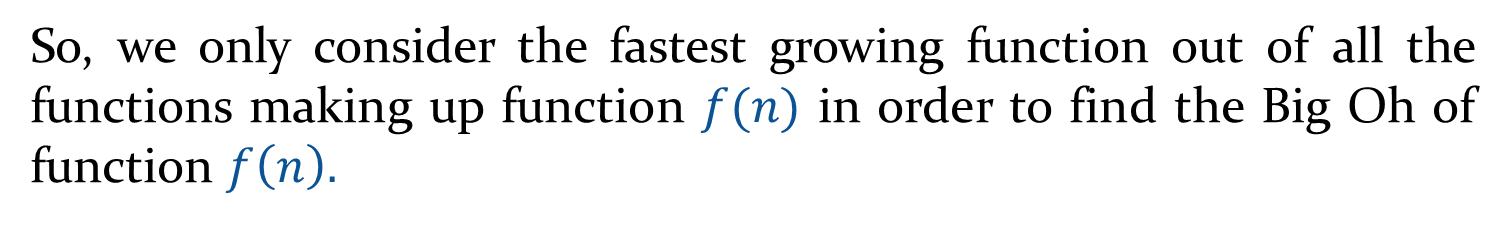 So, we only consider the fastest growing function out of all the
functions making up function f(n) in order to find the Big Oh of
function f(n).